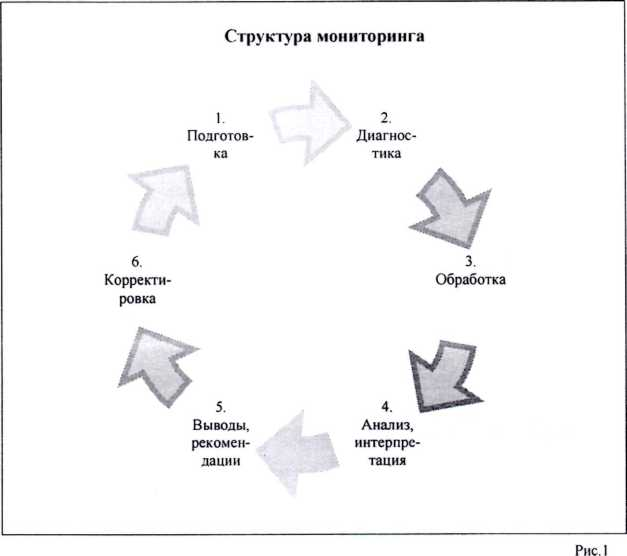 Структура мониторинга
1.
Подготов-
ка
2.
Диагнос-
тика
3.
Обработка
4.
Анализ,
интерпре-
тация
5.
Выводы,
рекомен-
дации
6.
Корректи-
ровка
Рис.1